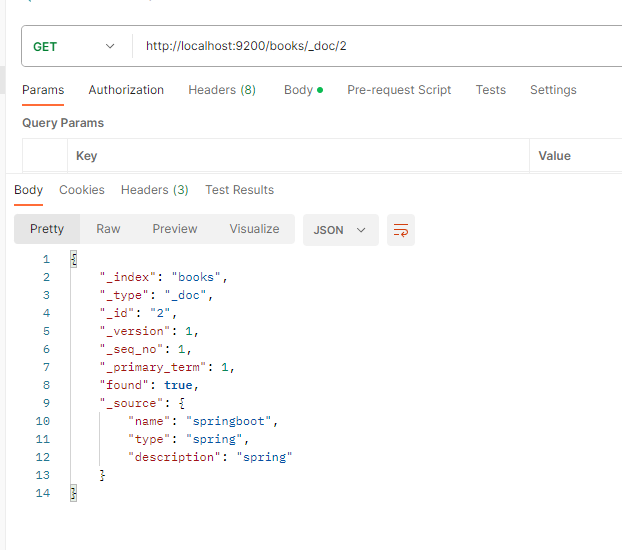 GET http://localhost:9200/books/_doc/2
Params Authorization Headers (8) Body Pre-request Script Tests Settings
Query Params
Key Value
Body Cookies Headers (3) Test Results
Pretty Raw Preview Visualize JSON
1 {
2 "_index": "books",
3 "_type": "_doc",
4 "_id": "2",
5 "_version": 1,
6 "_seq_no": 1,
7 "_primary_term": 1,
8 "found": true,
9 "_source": {
10 "name": "springboot",
11 "type": "spring",
12 "description": "spring"
13 }
14 }